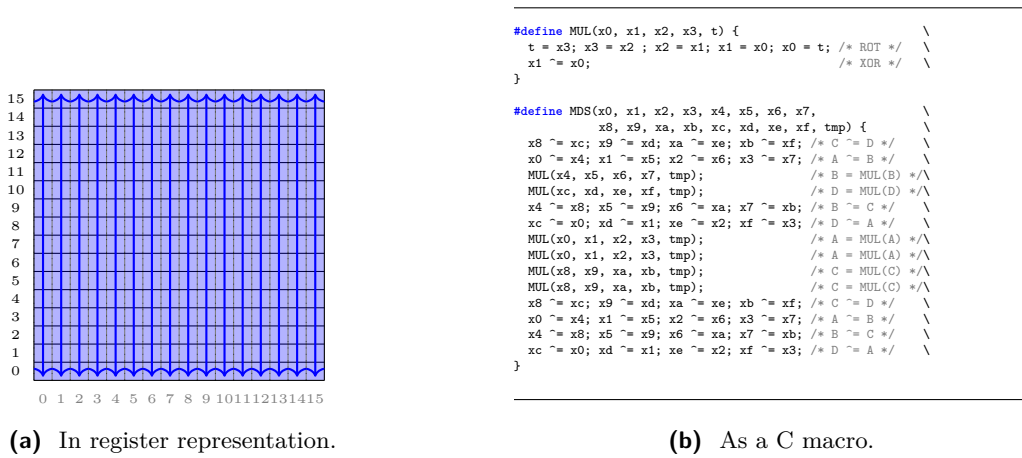 15
14
13
12
11
10
9
8
7
6
5
4
3
2
1
0
0 1 2 3 4 5 6 7 8 9 10 11 12 13 14 15
(a) In register representation.
#define MUL(x0, x1, x2, x3, t) { \
t = x3; x3 = x2 ; x2 = x1; x1 = x0; x0 = t; /* ROT */ \
x1 ^= x0; /* XOR */ \
}
#define MDS(x0, x1, x2, x3, x4, x5, x6, x7, \
x8, x9, xa, xb, xc, xd, xe, xf, tmp) { \
x8 ^= xc; x9 ^= xd; xa ^= xe; xb ^= xf; /* C ^= D */ \
x0 ^= x4; x1 ^= x5; x2 ^= x6; x3 ^= x7; /* A ^= B */ \
MUL(x4, x5, x6, x7, tmp); /* B = MUL(B) */\
MUL(xc, xd, xe, xf, tmp); /* D = MUL(D) */\
x4 ^= x8; x5 ^= x9; x6 ^= xa; x7 ^= xb; /* B ^= C */ \
xc ^= x0; xd ^= x1; xe ^= x2; xf ^= x3; /* D ^= A */ \
MUL(x0, x1, x2, x3, tmp); /* A = MUL(A) */\
MUL(x0, x1, x2, x3, tmp); /* A = MUL(A) */\
MUL(x8, x9, xa, xb, tmp); /* C = MUL(C) */\
MUL(x8, x9, xa, xb, tmp); /* C = MUL(C) */\
x8 ^= xc; x9 ^= xd; xa ^= xe; xb ^= xf; /* C ^= D */ \
x0 ^= x4; x1 ^= x5; x2 ^= x6; x3 ^= x7; /* A ^= B */ \
x4 ^= x8; x5 ^= x9; x6 ^= xa; x7 ^= xb; /* B ^= C */ \
xc ^= x0; xd ^= x1; xe ^= x2; xf ^= x3; /* D ^= A */ \
}
(b) As a C macro.